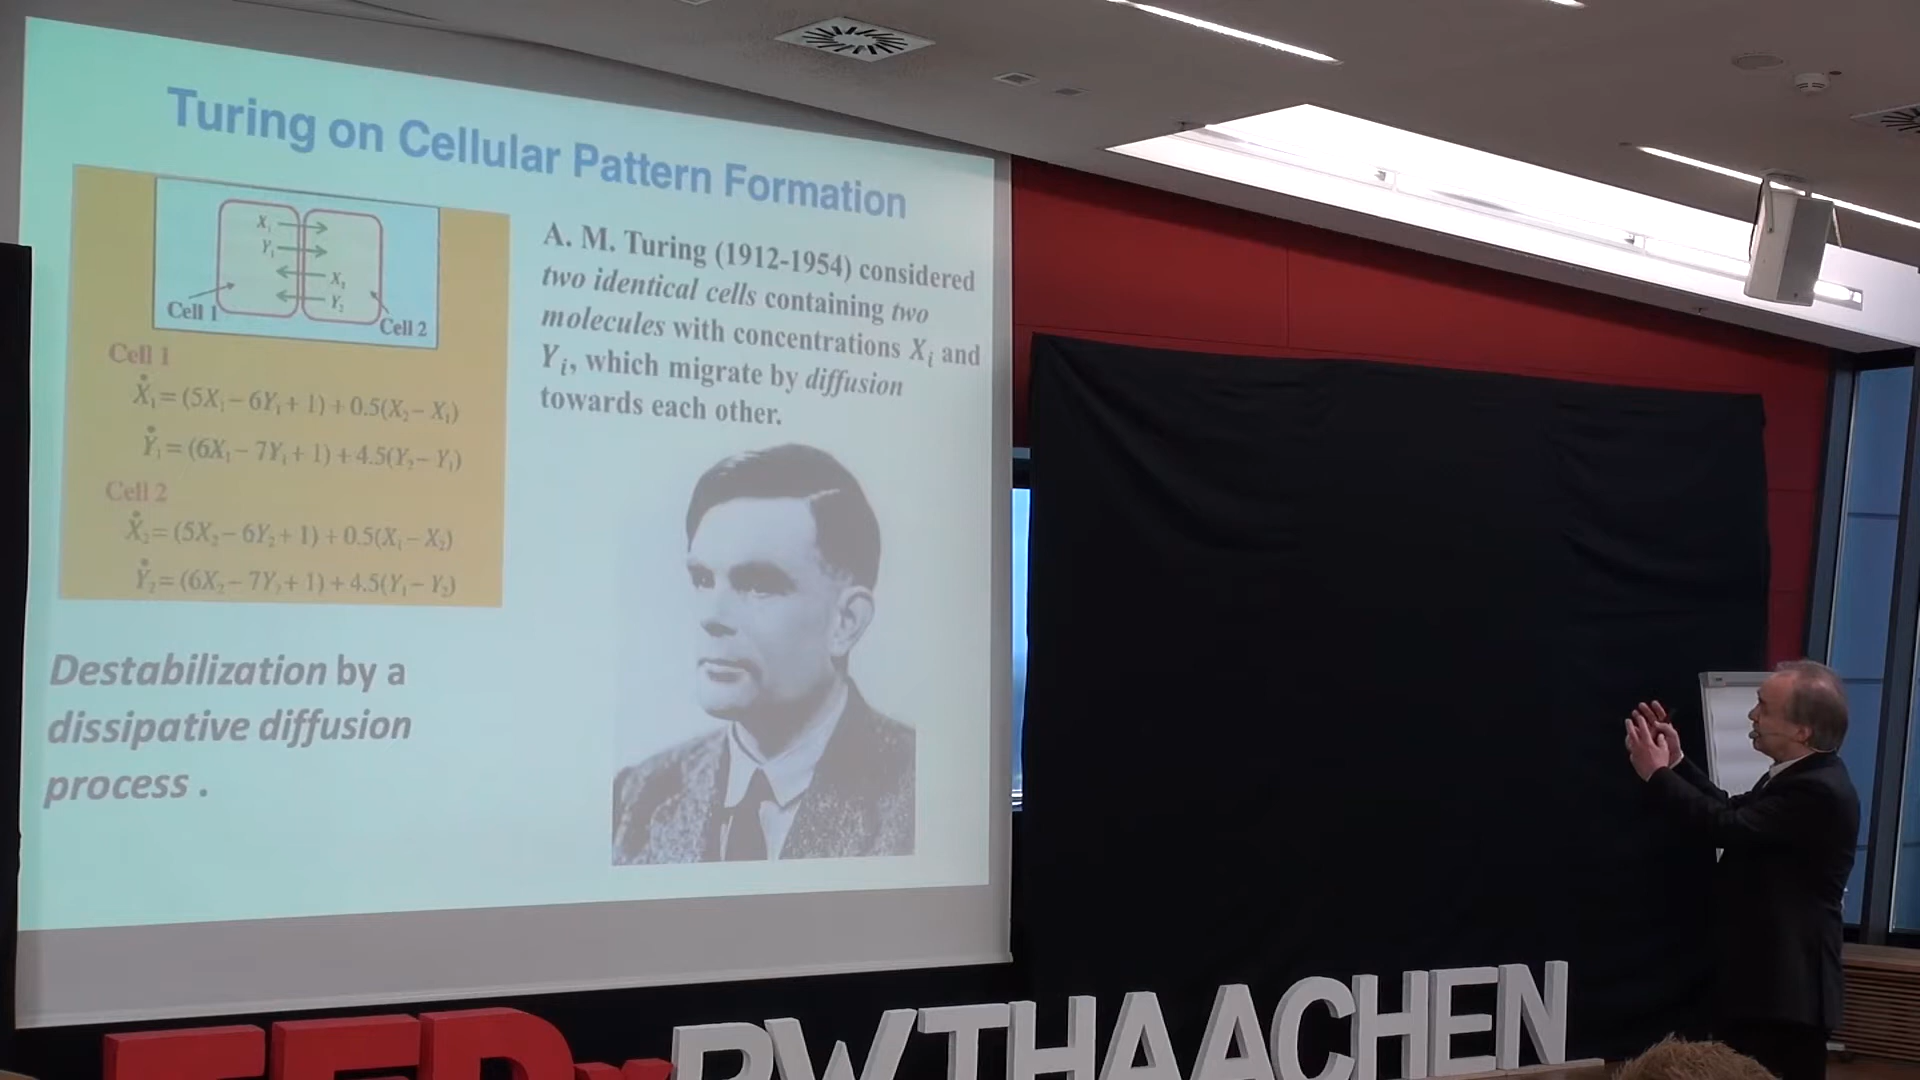 Turing on Cellular Pattern Formation
X₁
Y₁
X₂
Y₂
Cell 1
Cell 2
Cell 1
Ẋ₁ = (5X₁ − 6Y₁ + 1) + 0.5(X₂ − X₁)
Ẏ₁ = (6X₁ − 7Y₁ + 1) + 4.5(Y₂ − Y₁)
Cell 2
Ẋ₂ = (5X₂ − 6Y₂ + 1) + 0.5(X₁ − X₂)
Ẏ₂ = (6X₂ − 7Y₂ + 1) + 4.5(Y₁ − Y₂)
A. M. Turing (1912-1954) considered
two identical cells containing two
molecules with concentrations Xᵢ and
Yᵢ, which migrate by diffusion
towards each other.
Destabilization by a
dissipative diffusion
process .
TEDxRWTHAACHEN